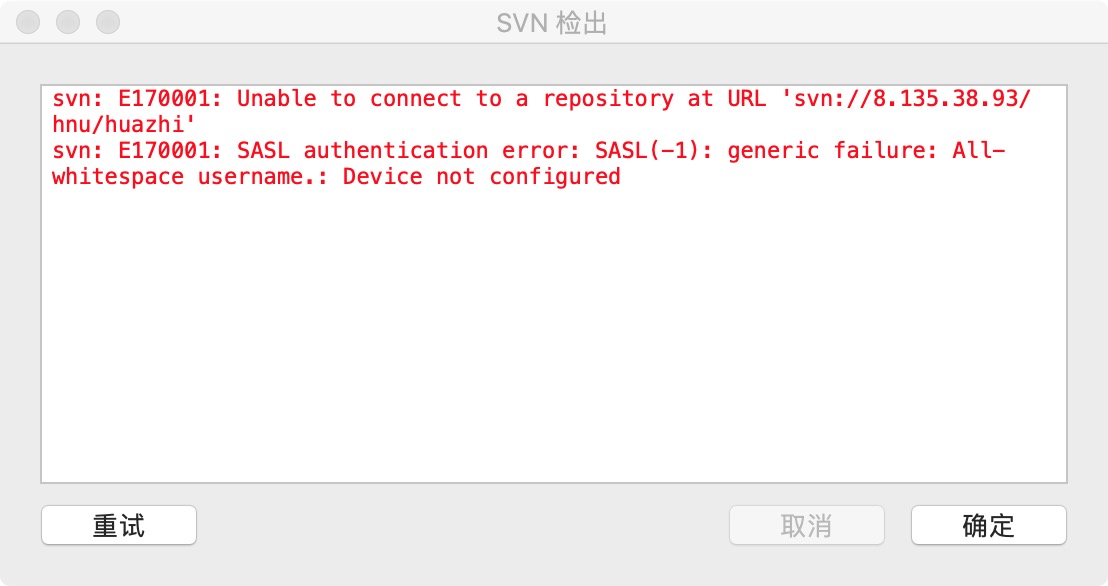 SVN 检出
svn: E170001: Unable to connect to a repository at URL 'svn://8.135.38.93/
hnu/huazhi'
svn: E170001: SASL authentication error: SASL(-1): generic failure: All-
whitespace username.: Device not configured
重试
取消
确定